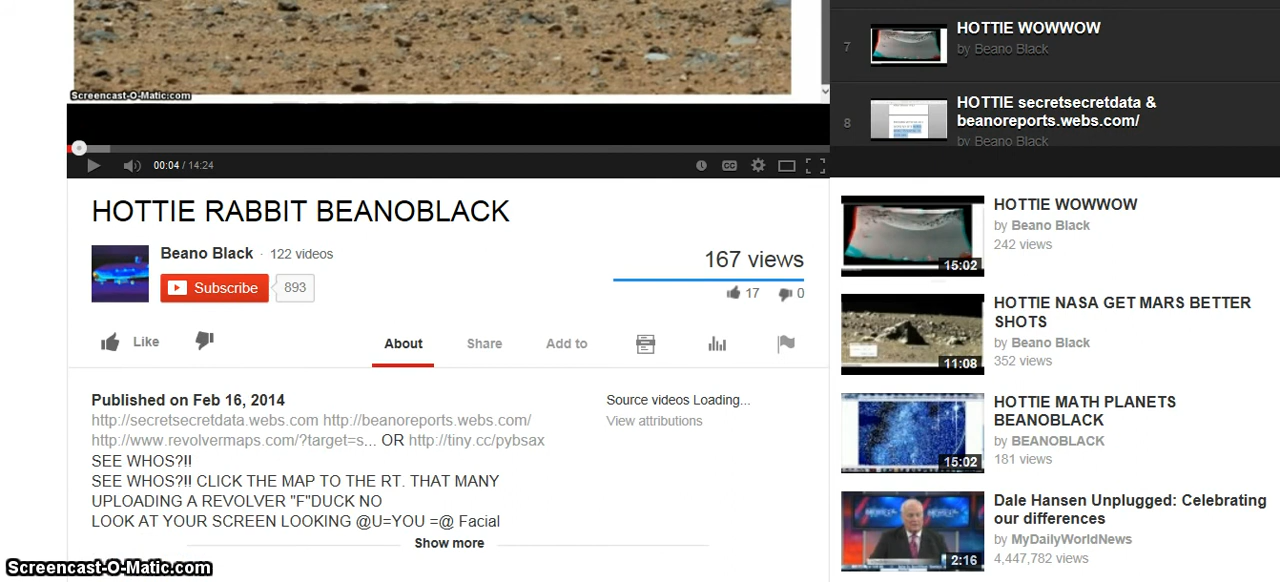 Screencast-O-Matic.com
00:04 / 14:24
CC
HOTTIE RABBIT BEANOBLACK
Beano Black · 122 videos
Subscribe 893
167 views
17 0
Like
About Share Add to
Published on Feb 16, 2014
http://secretsecretdata.webs.com http://beanoreports.webs.com/
http://www.revolvermaps.com/?target=s... OR http://tiny.cc/pybsax
SEE WHOS?!!
SEE WHOS?!! CLICK THE MAP TO THE RT. THAT MANY
UPLOADING A REVOLVER "F"DUCK NO
LOOK AT YOUR SCREEN LOOKING @U=YOU =@ Facial
Show more
Source videos Loading...
View attributions
7
HOTTIE WOWWOW
by Beano Black
8
HOTTIE secretsecretdata &
beanoreports.webs.com/
by Beano Black
HOTTIE WOWWOW
by Beano Black
242 views
15:02
HOTTIE NASA GET MARS BETTER
SHOTS
by Beano Black
352 views
11:08
HOTTIE MATH PLANETS
BEANOBLACK
by BEANOBLACK
181 views
15:02
Dale Hansen Unplugged: Celebrating
our differences
by MyDailyWorldNews
4,447,782 views
2:16
Screencast-O-Matic.com